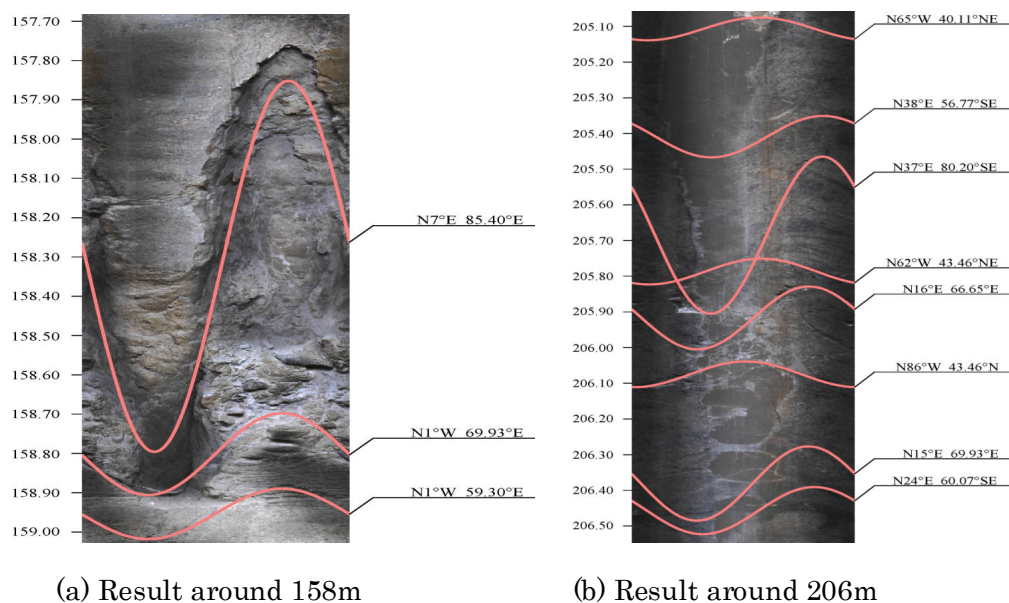 157.70
157.80
157.90
158.00
158.10
158.20
158.30
158.40
158.50
158.60
158.70
158.80
158.90
159.00
N7°E 85.40°E
N1°W 69.93°E
N1°W 59.30°E
(a) Result around 158m
205.10
205.20
205.30
205.40
205.50
205.60
205.70
205.80
205.90
206.00
206.10
206.20
206.30
206.40
206.50
N65°W 40.11°NE
N38°E 56.77°SE
N37°E 80.20°SE
N62°W 43.46°NE
N16°E 66.65°E
N86°W 43.46°N
N15°E 69.93°E
N24°E 60.07°SE
(b) Result around 206m